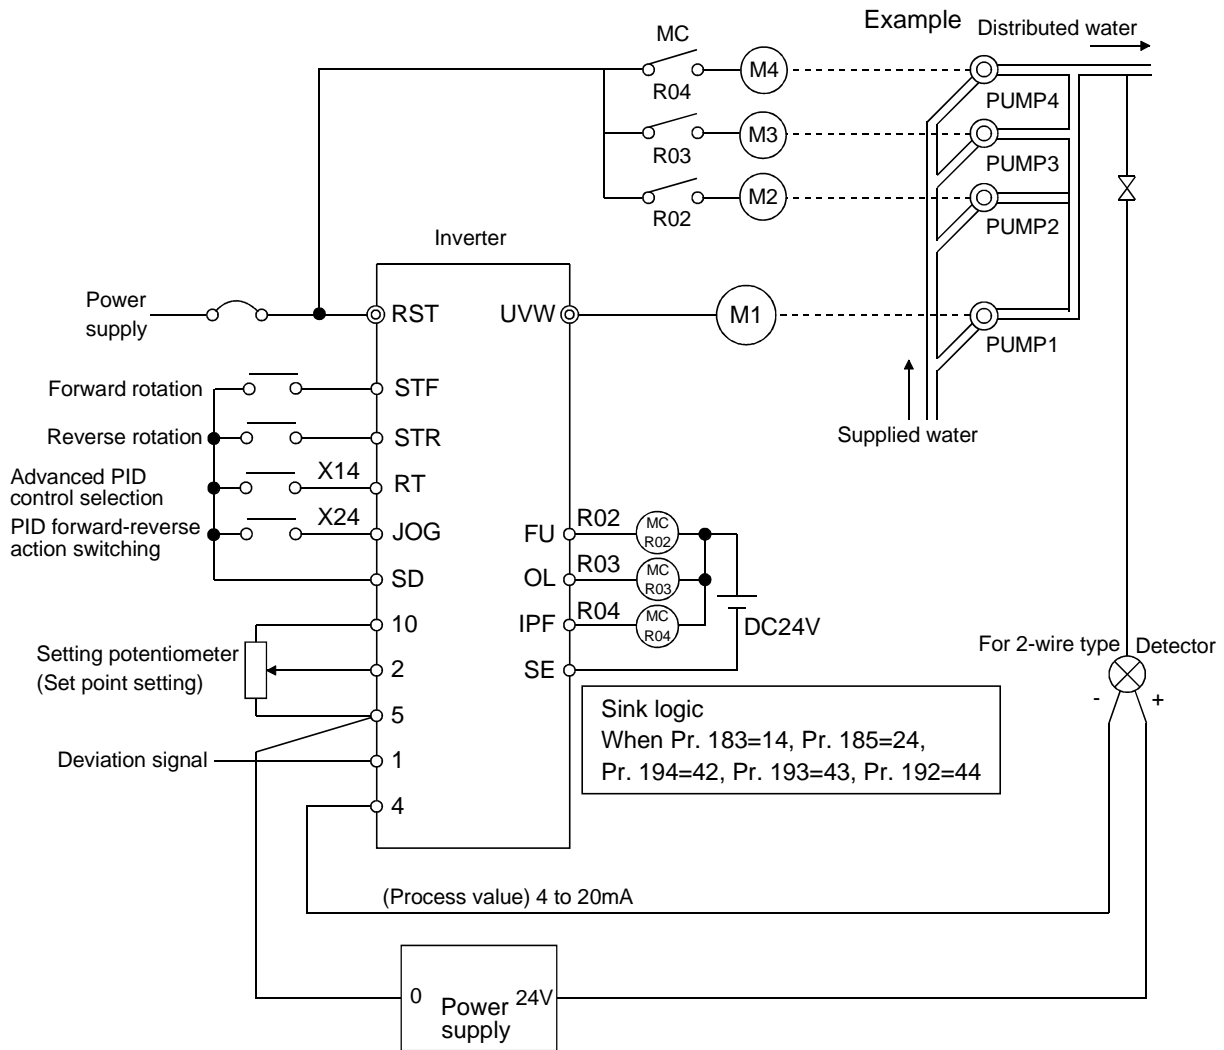 Example
Distributed water
MC
R04
M4
PUMP4
R03
M3
PUMP3
R02
M2
PUMP2
Inverter
Power
supply
RST
UVW
M1
PUMP1
Forward rotation
STF
Reverse rotation
STR
Supplied water
Advanced PID
control selection
X14
RT
PID forward-reverse
action switching
X24
JOG
SD
FU
R02
MC
R02
OL
R03
MC
R03
IPF
R04
MC
R04
SE
DC24V
10
Setting potentiometer
(Set point setting)
2
5
Deviation signal
1
4
For 2-wire type
Detector
-
+
Sink logic
When Pr. 183=14, Pr. 185=24,
Pr. 194=42, Pr. 193=43, Pr. 192=44
(Process value) 4 to 20mA
0
24V
Power
supply